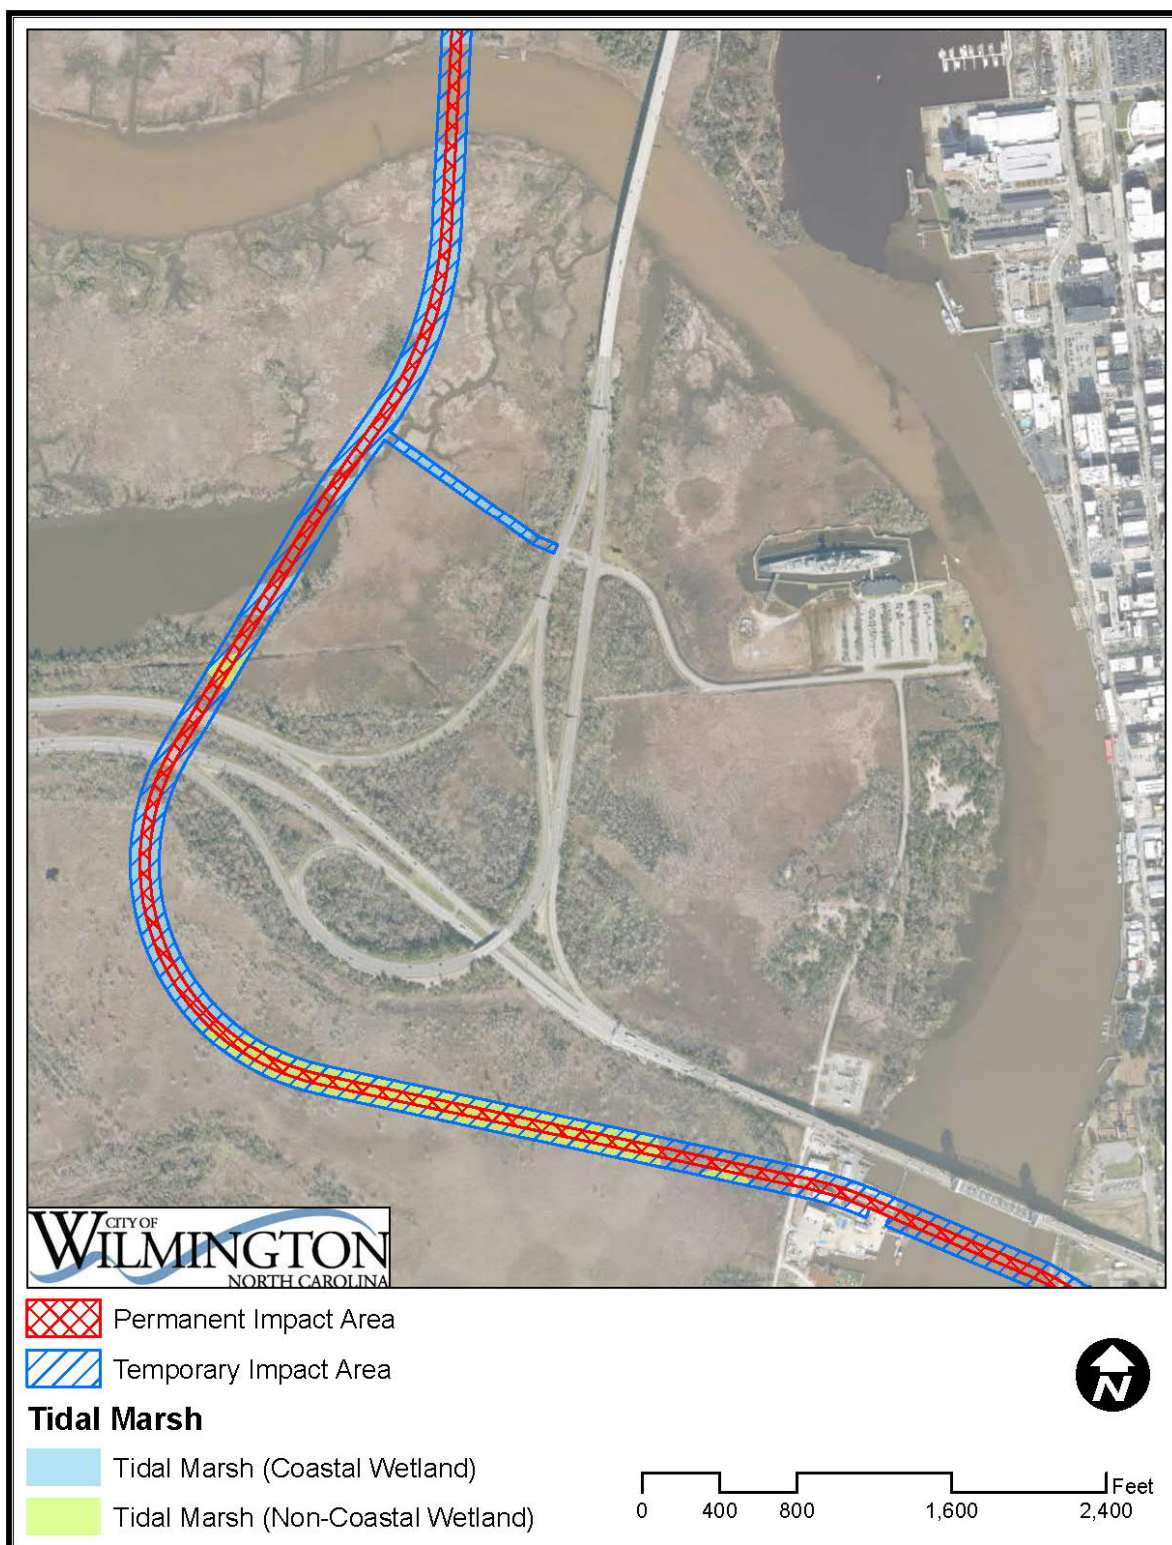 CITY OF
WILMINGTON
NORTH CAROLINA
Permanent Impact Area
Temporary Impact Area
Tidal Marsh
Tidal Marsh (Coastal Wetland)
Tidal Marsh (Non-Coastal Wetland)
N
Feet
0 400 800 1,600 2,400